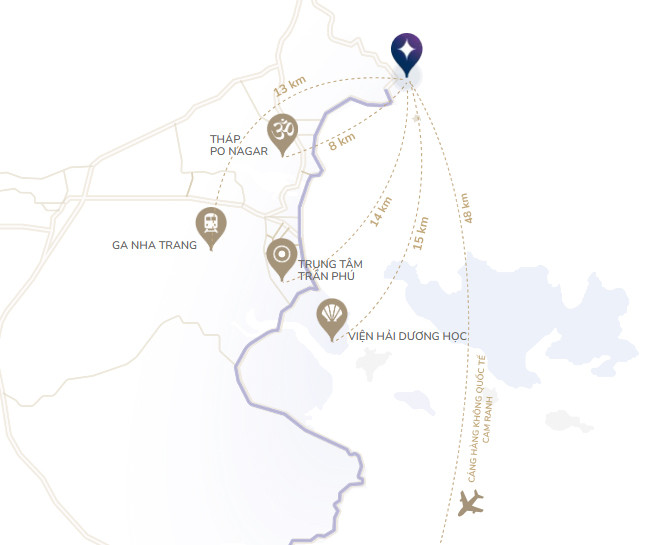 13 km
THÁP
PO NAGAR
8 km
14 km
48 km
15 km
GA NHA TRANG
TRUNG TÂM
TRẦN PHÚ
VIỆN HẢI DƯƠNG HỌC
CẢNG HÀNG KHÔNG QUỐC TẾ
CAM RANH